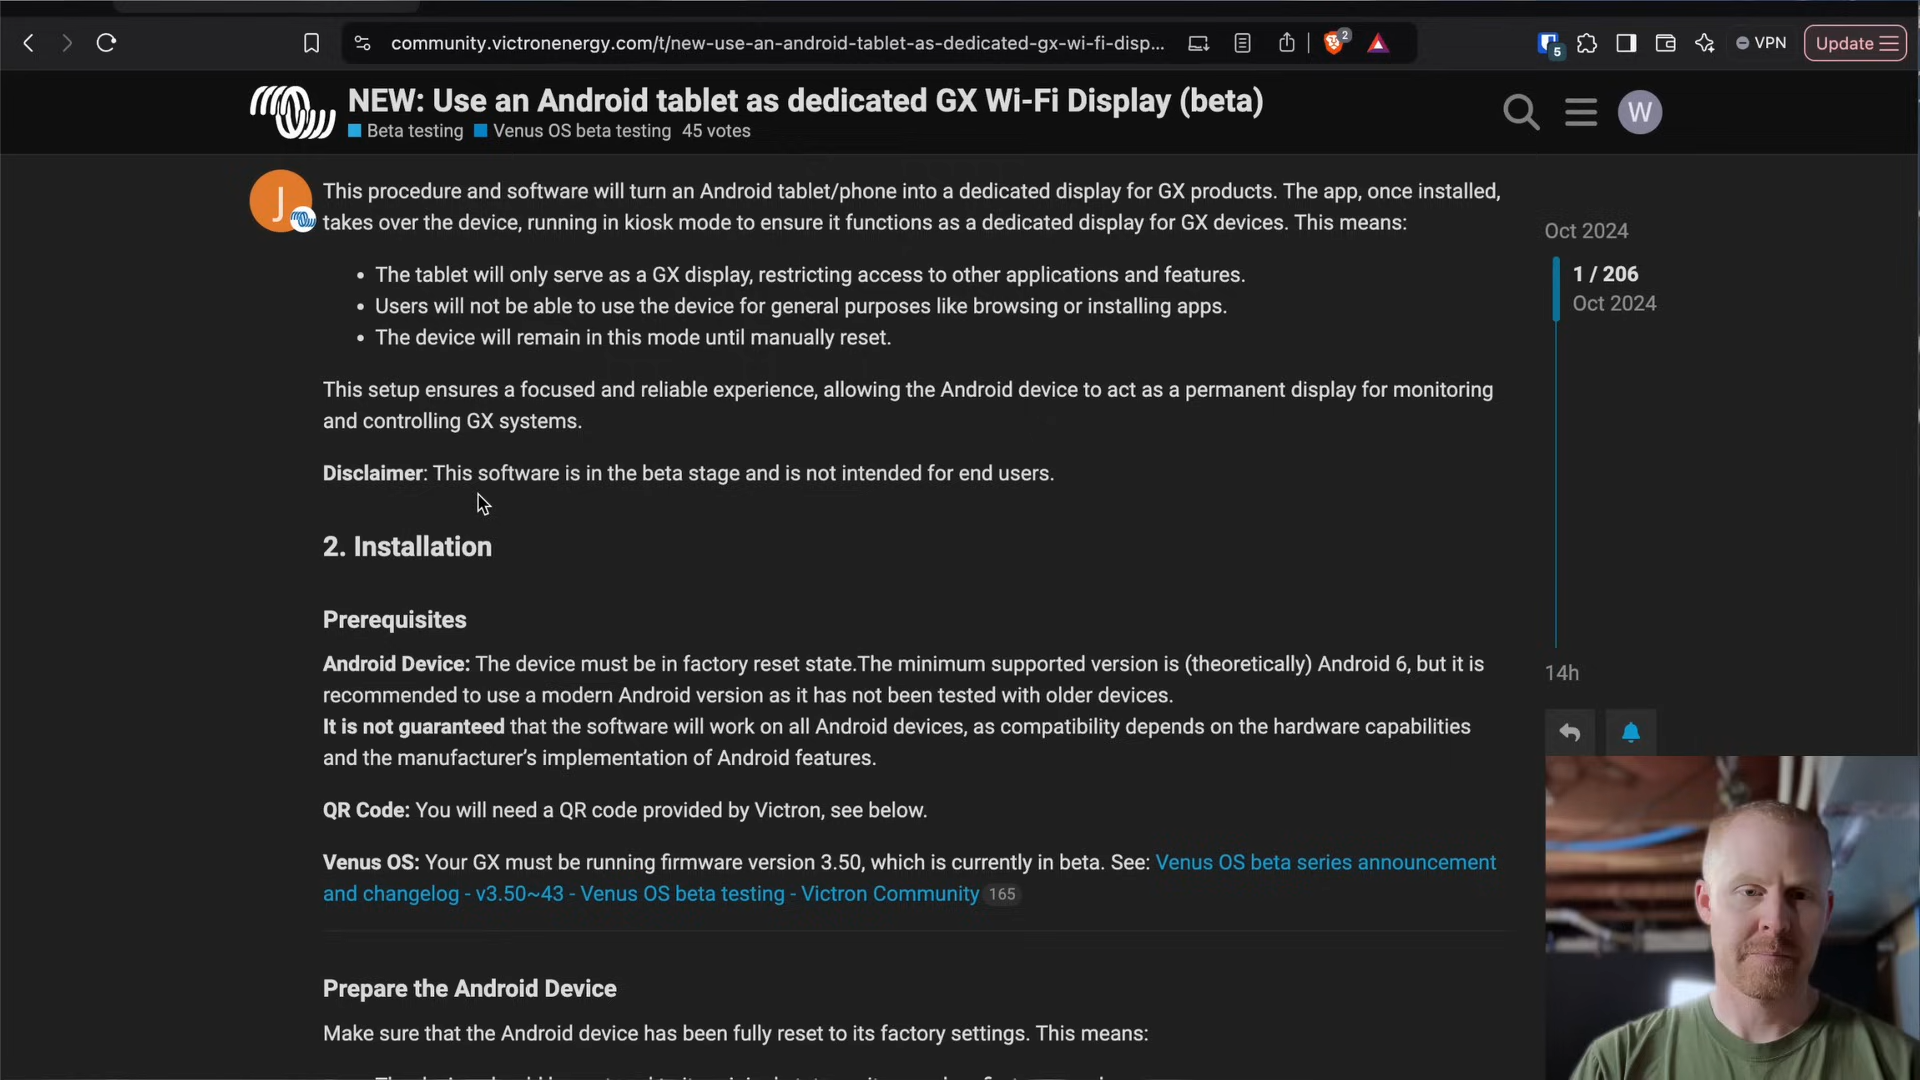 community.victronenergy.com/t/new-use-an-android-tablet-as-dedicated-gx-wi-fi-disp...
2
5
VPN
Update
NEW: Use an Android tablet as dedicated GX Wi-Fi Display (beta)
Beta testing Venus OS beta testing 45 votes
W
J
This procedure and software will turn an Android tablet/phone into a dedicated display for GX products. The app, once installed,
takes over the device, running in kiosk mode to ensure it functions as a dedicated display for GX devices. This means:
• The tablet will only serve as a GX display, restricting access to other applications and features.
• Users will not be able to use the device for general purposes like browsing or installing apps.
• The device will remain in this mode until manually reset.
This setup ensures a focused and reliable experience, allowing the Android device to act as a permanent display for monitoring
and controlling GX systems.
Disclaimer: This software is in the beta stage and is not intended for end users.
2. Installation
Prerequisites
Android Device: The device must be in factory reset state.The minimum supported version is (theoretically) Android 6, but it is
recommended to use a modern Android version as it has not been tested with older devices.
It is not guaranteed that the software will work on all Android devices, as compatibility depends on the hardware capabilities
and the manufacturer’s implementation of Android features.
QR Code: You will need a QR code provided by Victron, see below.
Venus OS: Your GX must be running firmware version 3.50, which is currently in beta. See: Venus OS beta series announcement
and changelog - v3.50~43 - Venus OS beta testing - Victron Community 165
Prepare the Android Device
Make sure that the Android device has been fully reset to its factory settings. This means:
Oct 2024
1 / 206
Oct 2024
14h